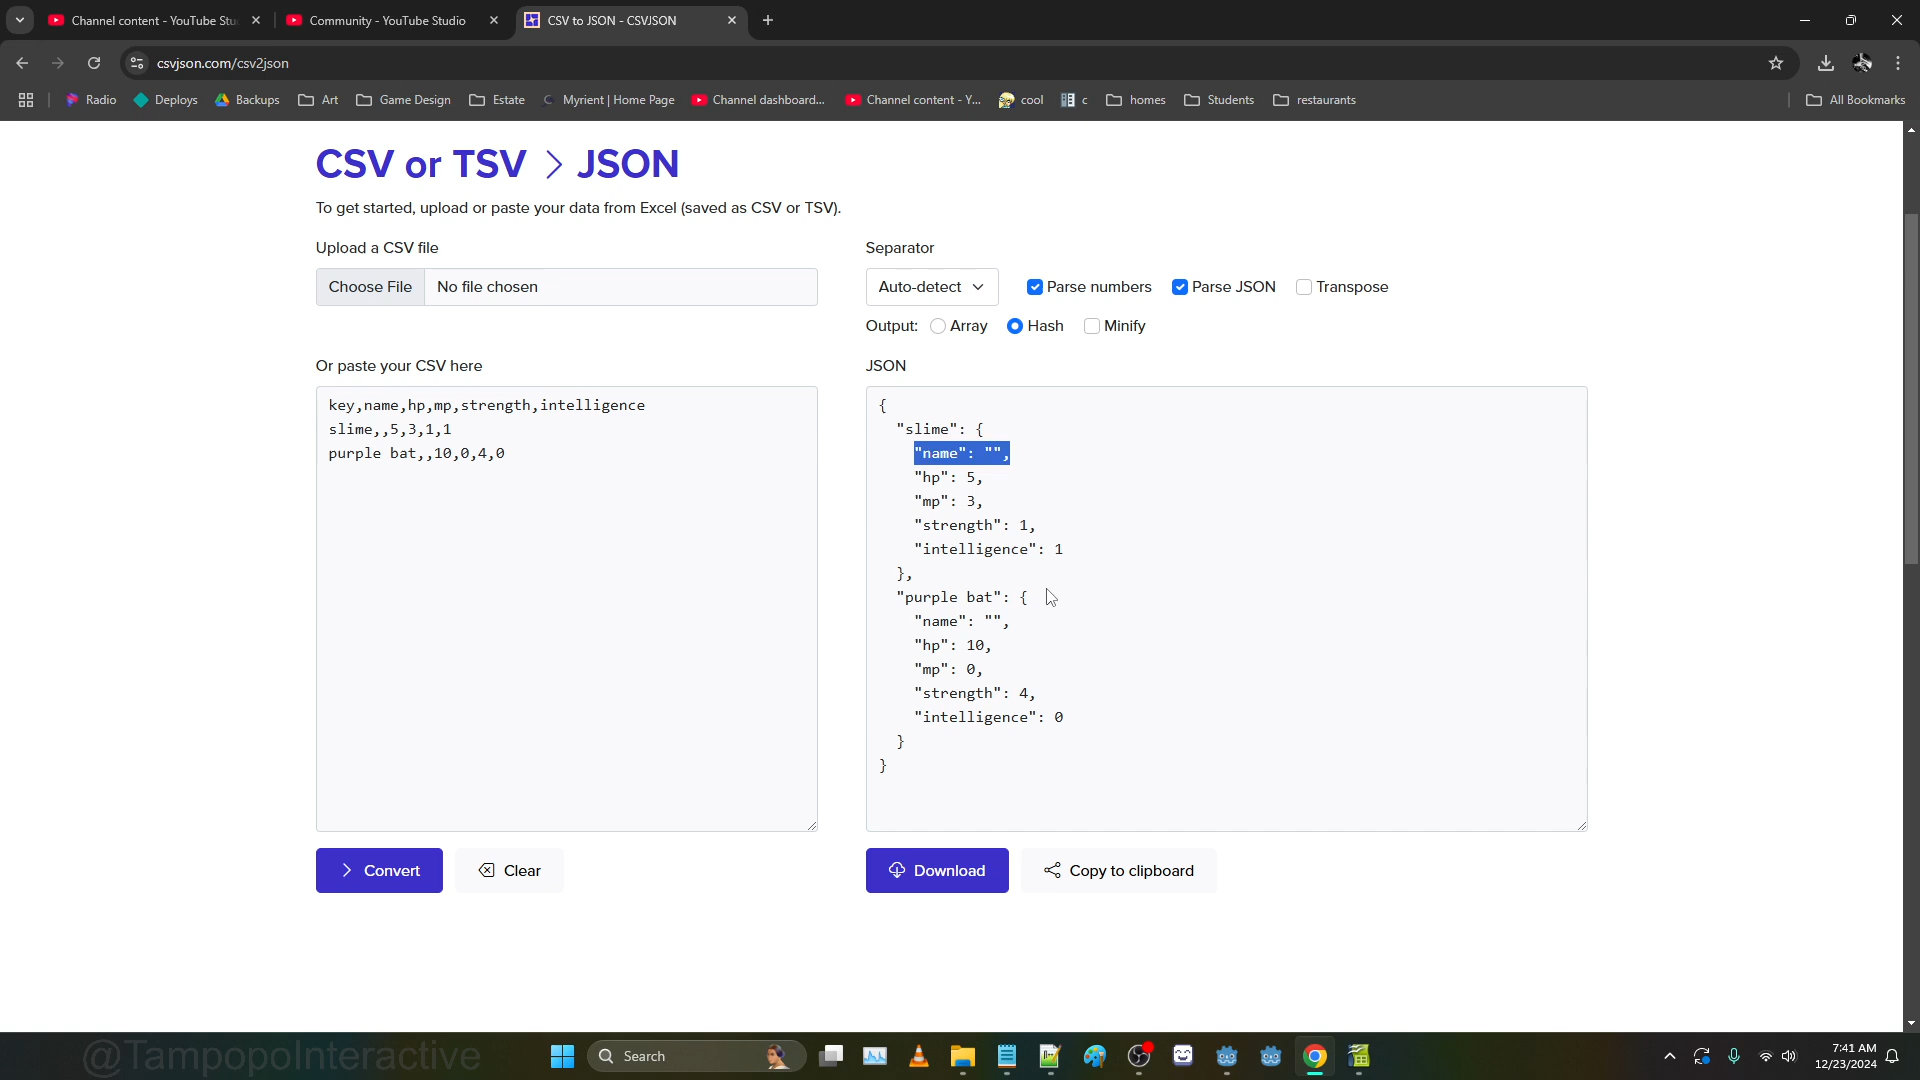 Channel content - YouTube Stu
Community - YouTube Studio
CSV to JSON - CSVJSON
csvjson.com/csv2json
Radio
Deploys
Backups
Art
Game Design
Estate
Myrient | Home Page
Channel dashboard...
Channel content - Y...
cool
c
homes
Students
restaurants
All Bookmarks
CSV or TSV > JSON
To get started, upload or paste your data from Excel (saved as CSV or TSV).
Upload a CSV file
Separator
Choose File
No file chosen
Auto-detect
Parse numbers
Parse JSON
Transpose
Output:
Array
Hash
Minify
Or paste your CSV here
JSON
key,name,hp,mp,strength,intelligence
slime,,5,3,1,1
purple bat,,10,0,4,0
{
"slime": {
"name": "",
"hp": 5,
"mp": 3,
"strength": 1,
"intelligence": 1
},
"purple bat": {
"name": "",
"hp": 10,
"mp": 0,
"strength": 4,
"intelligence": 0
}
}
Convert
Clear
Download
Copy to clipboard
@TampopoInteractive
Search
7:41 AM
12/23/2024